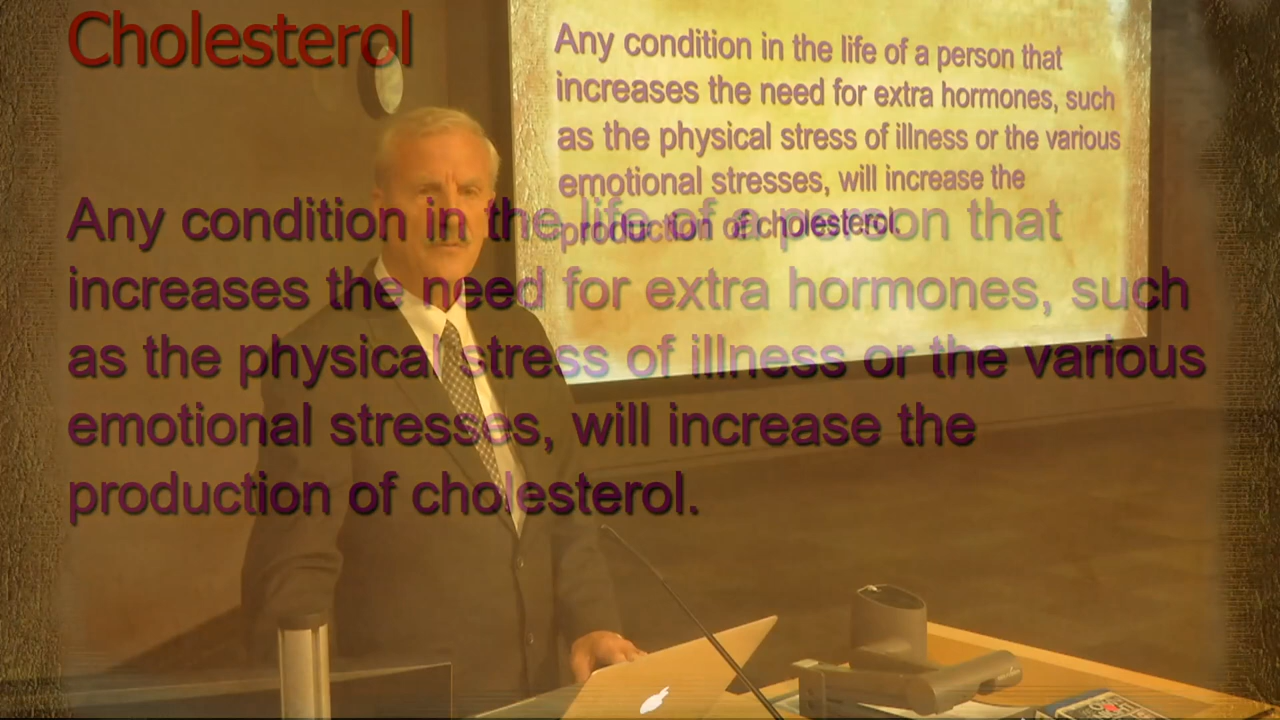 Cholesterol
Any condition in the life of a person that
increases the need for extra hormones, such
as the physical stress of illness or the various
emotional stresses, will increase the
production of cholesterol.
Any condition in the life of a person that
increases the need for extra hormones, such
as the physical stress of illness or the various
emotional stresses, will increase the
production of cholesterol.